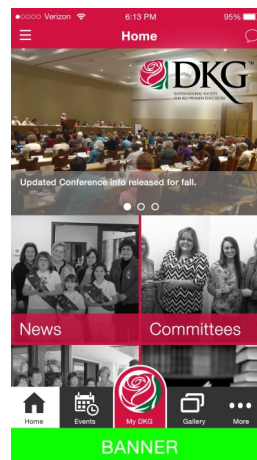 Verizon 6:13 PM 95%
Home
DKG
INTERNATIONAL SOCIETY
FOR KEY WOMEN EDUCATORS
Updated Conference info released for fall.
News Committees
Home Events My DKG Gallery More
BANNER